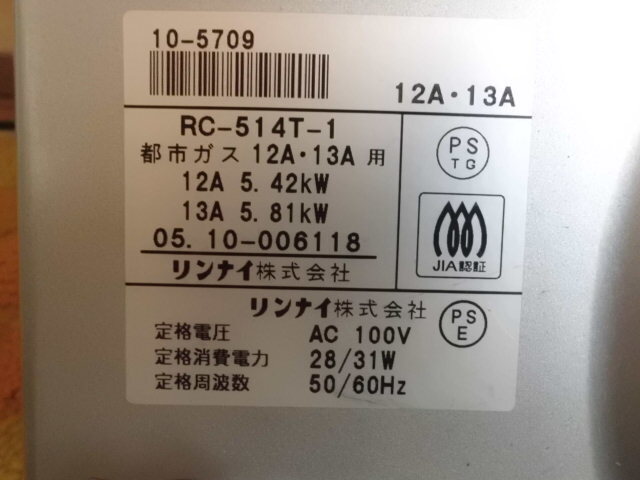 10-5709
12A・13A
RC-514T-1
都市ガス 12A・13A 用
12A 5.42kW
13A 5.81kW
05.10-006118
リンナイ株式会社
PS
TG
JIA認証
リンナイ株式会社
PS
E
定格電圧 AC 100V
定格消費電力 28/31W
定格周波数 50/60Hz